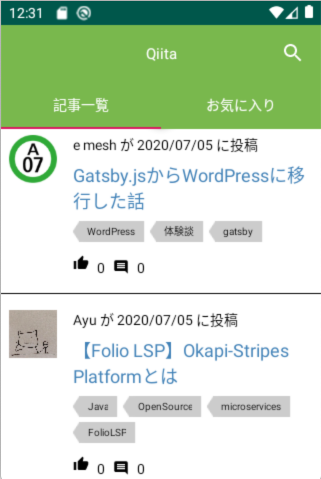 12:31
Qiita
記事一覧
お気に入り
A
07
e mesh が 2020/07/05 に投稿
Gatsby.jsからWordPressに移
行した話
WordPress
体験談
gatsby
0
0
Ayu が 2020/07/05 に投稿
【Folio LSP】Okapi-Stripes
Platformとは
Java
OpenSource
microservices
FolioLSF
0
0